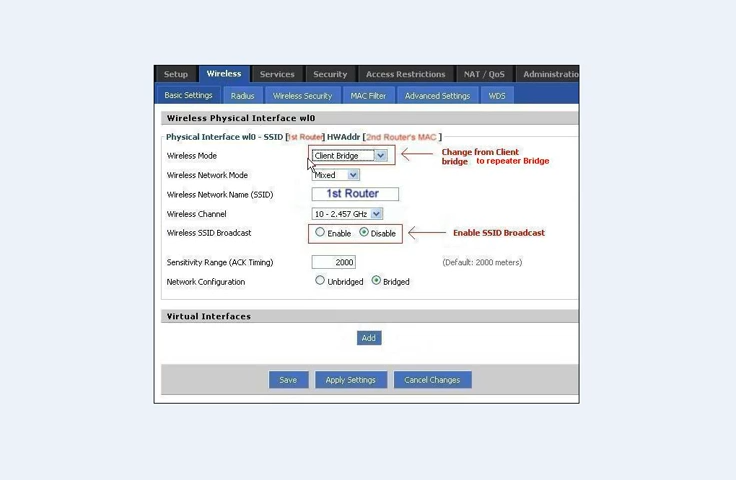 Setup Wireless Services Security Access Restrictions NAT / QoS Administratio
Basic Settings Radius Wireless Security MAC Filter Advanced Settings WDS
Wireless Physical Interface wl0
Physical Interface wl0 - SSID [1st Router] HWAddr [2nd Router's MAC ]
Wireless Mode Client Bridge Change from Client
bridge to repeater Bridge
Wireless Network Mode Mixed
Wireless Network Name (SSID) 1st Router
Wireless Channel 10 - 2.457 GHz
Wireless SSID Broadcast Enable Disable Enable SSID Broadcast
Sensitivity Range (ACK Timing) 2000 (Default: 2000 meters)
Network Configuration Unbridged Bridged
Virtual Interfaces
Add
Save Apply Settings Cancel Changes